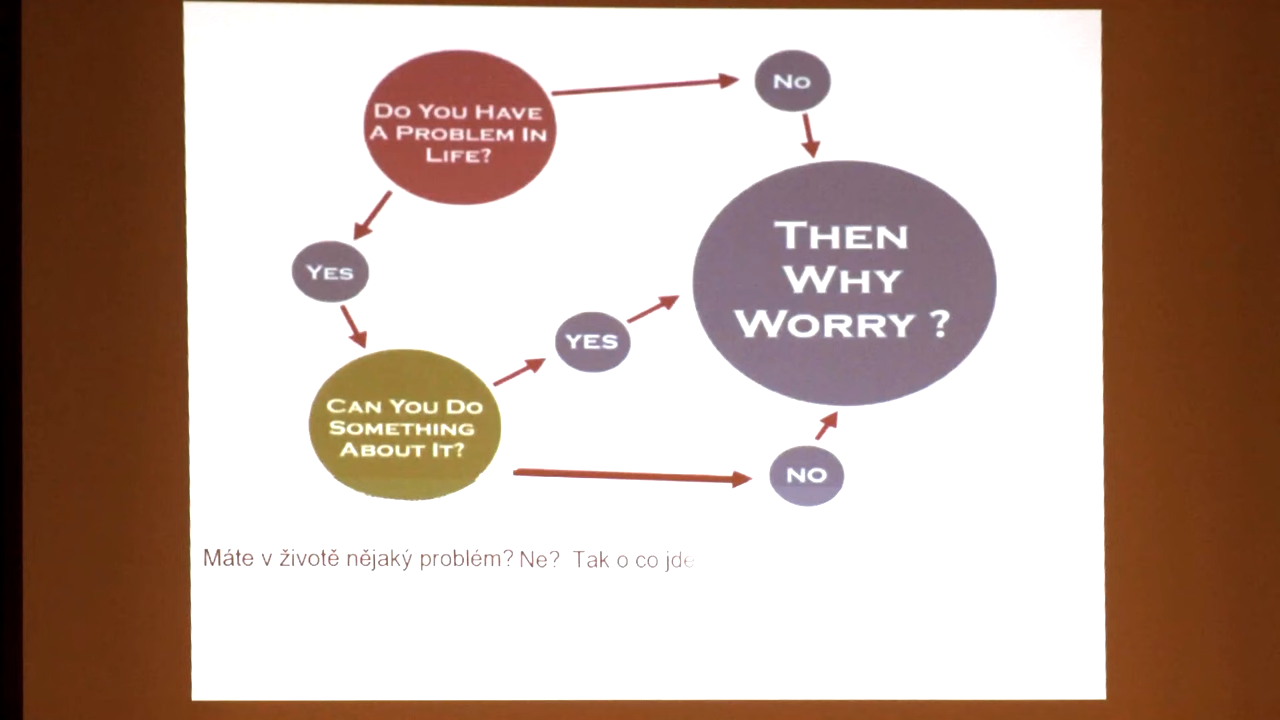 Do You Have
A Problem In
Life?
No
Then
Why
Worry ?
Yes
YES
Can You Do
Something
About It?
NO
Máte v životě nějaký problém? Ne? Tak o co jde